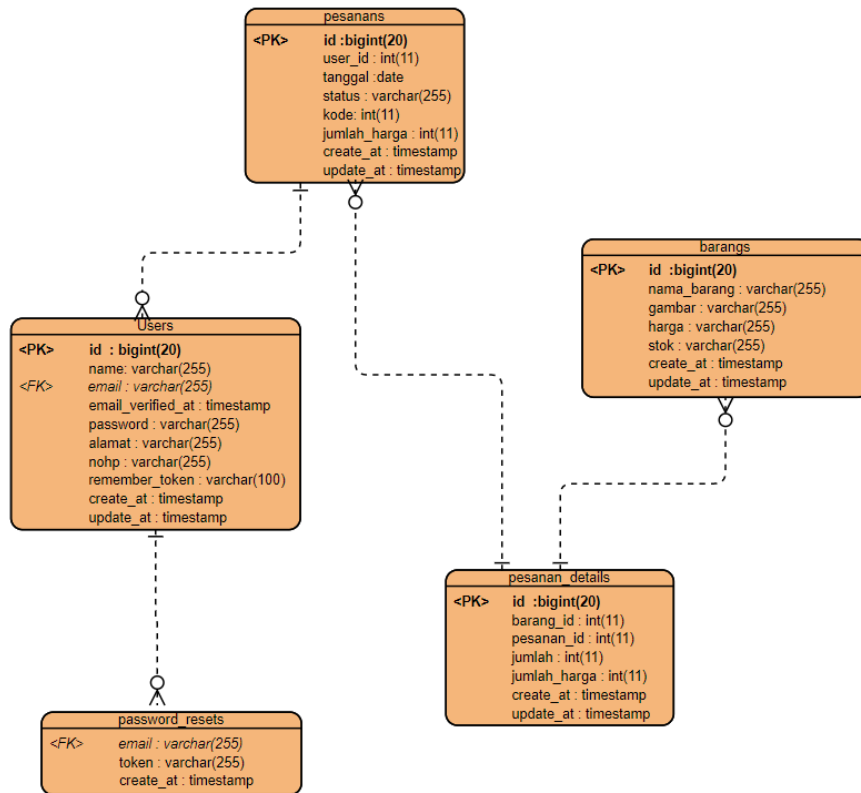 pesanans
<PK> id :bigint(20)
user_id : int(11)
tanggal :date
status : varchar(255)
kode: int(11)
jumlah_harga : int(11)
create_at : timestamp
update_at : timestamp
barangs
<PK> id :bigint(20)
nama_barang : varchar(255)
gambar : varchar(255)
harga : varchar(255)
stok : varchar(255)
create_at : timestamp
update_at : timestamp
Users
<PK> id : bigint(20)
name: varchar(255)
<FK> email : varchar(255)
email_verified_at : timestamp
password : varchar(255)
alamat : varchar(255)
nohp : varchar(255)
remember_token : varchar(100)
create_at : timestamp
update_at : timestamp
pesanan_details
<PK> id :bigint(20)
barang_id : int(11)
pesanan_id : int(11)
jumlah : int(11)
jumlah_harga : int(11)
create_at : timestamp
update_at : timestamp
password_resets
<FK> email : varchar(255)
token : varchar(255)
create_at : timestamp